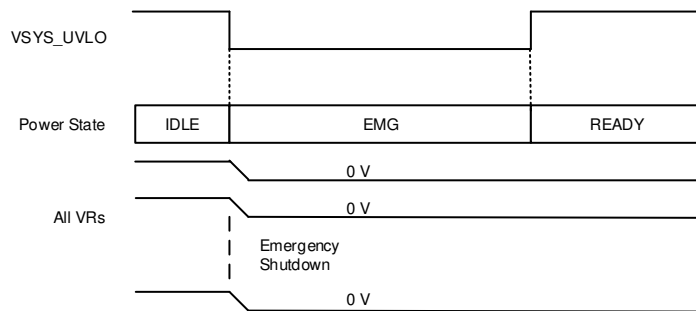 VSYS_UVLO
Power State IDLE EMG READY
0 V
All VRs 0 V
Emergency
Shutdown
0 V